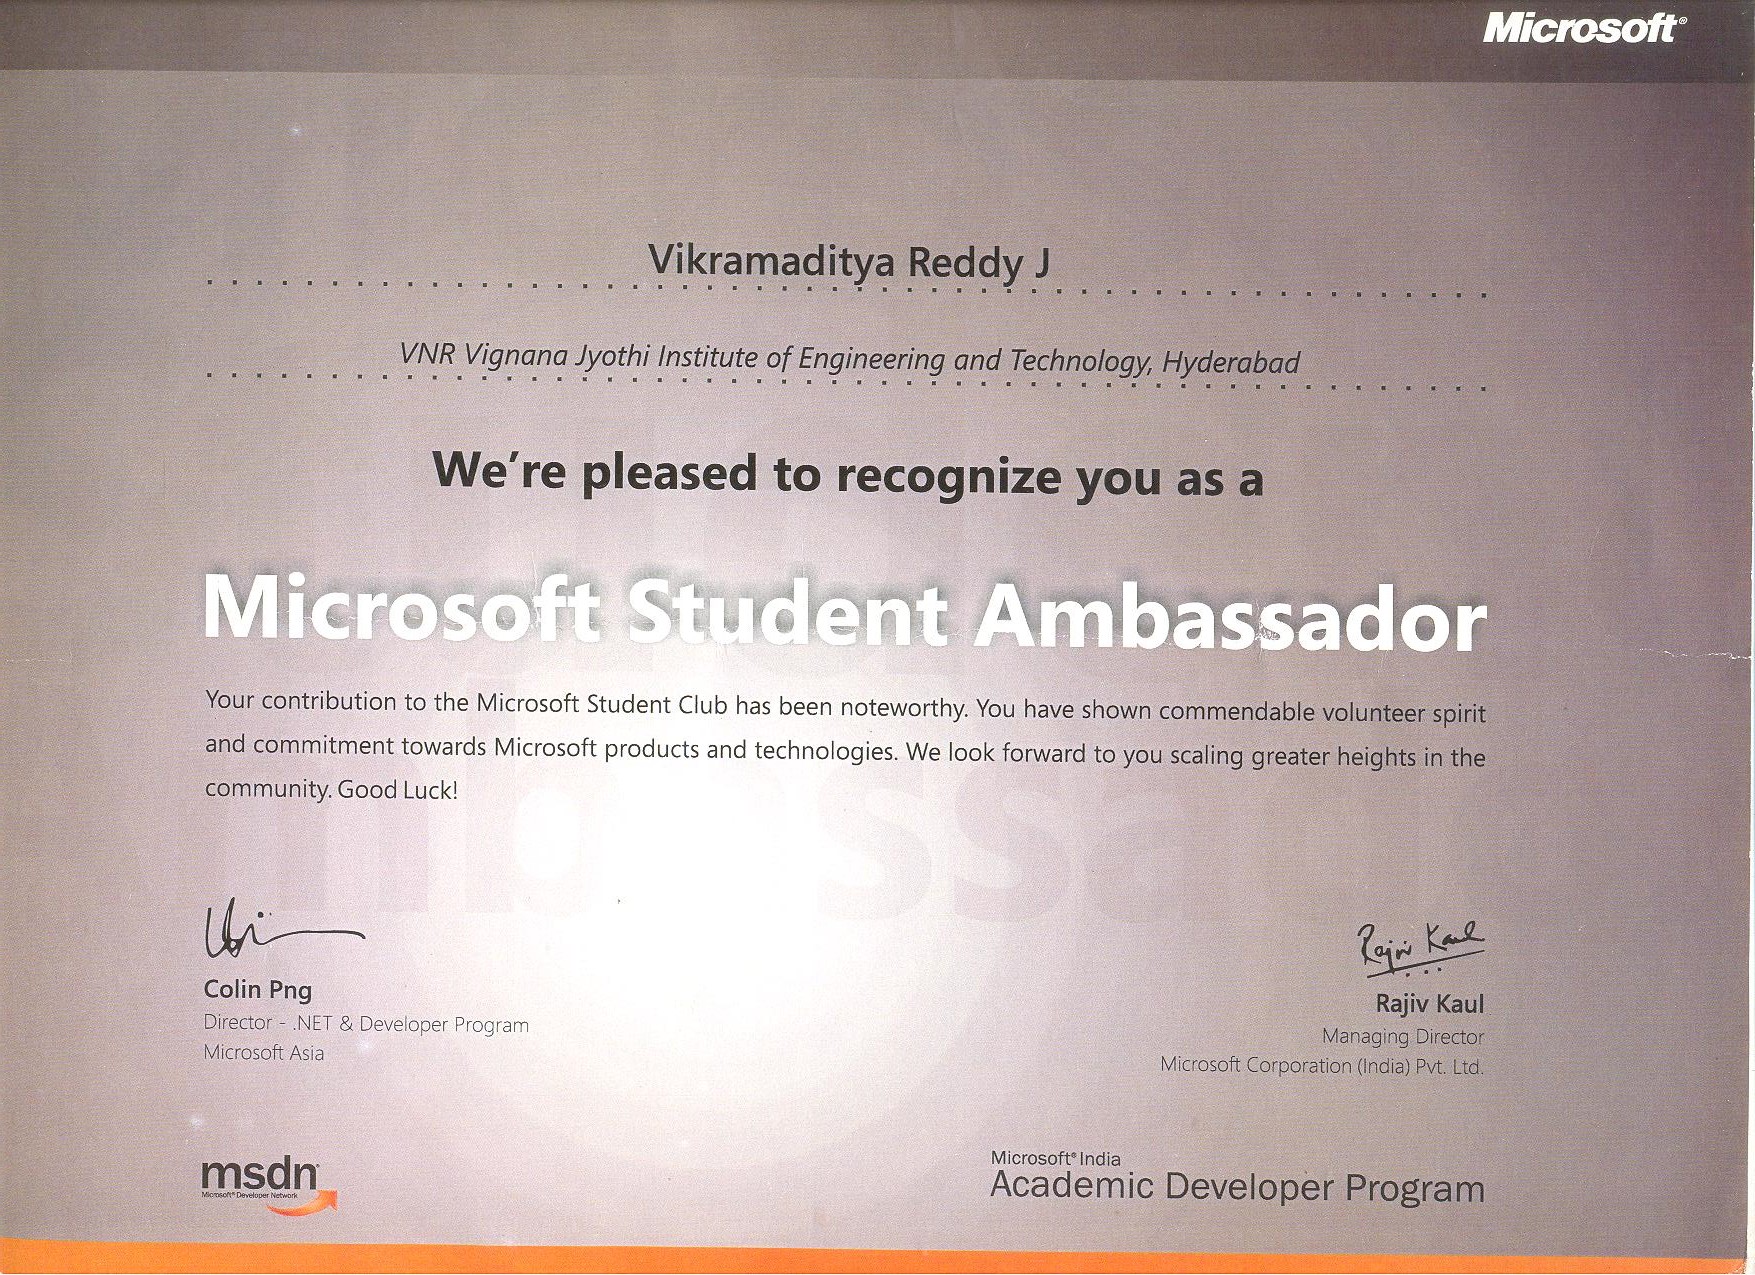 Microsoft®
Vikramaditya Reddy J
VNR Vignana Jyothi Institute of Engineering and Technology, Hyderabad
We're pleased to recognize you as a
Microsoft Student Ambassador
Your contribution to the Microsoft Student Club has been noteworthy. You have shown commendable volunteer spirit
and commitment towards Microsoft products and technologies. We look forward to you scaling greater heights in the
community. Good Luck!
Rajiv Kaul
Colin Png
Director - .NET & Developer Program
Microsoft Asia
Rajiv Kaul
Managing Director
Microsoft Corporation (India) Pvt. Ltd.
msdn
Microsoft® Developer Network
Microsoft® India
Academic Developer Program